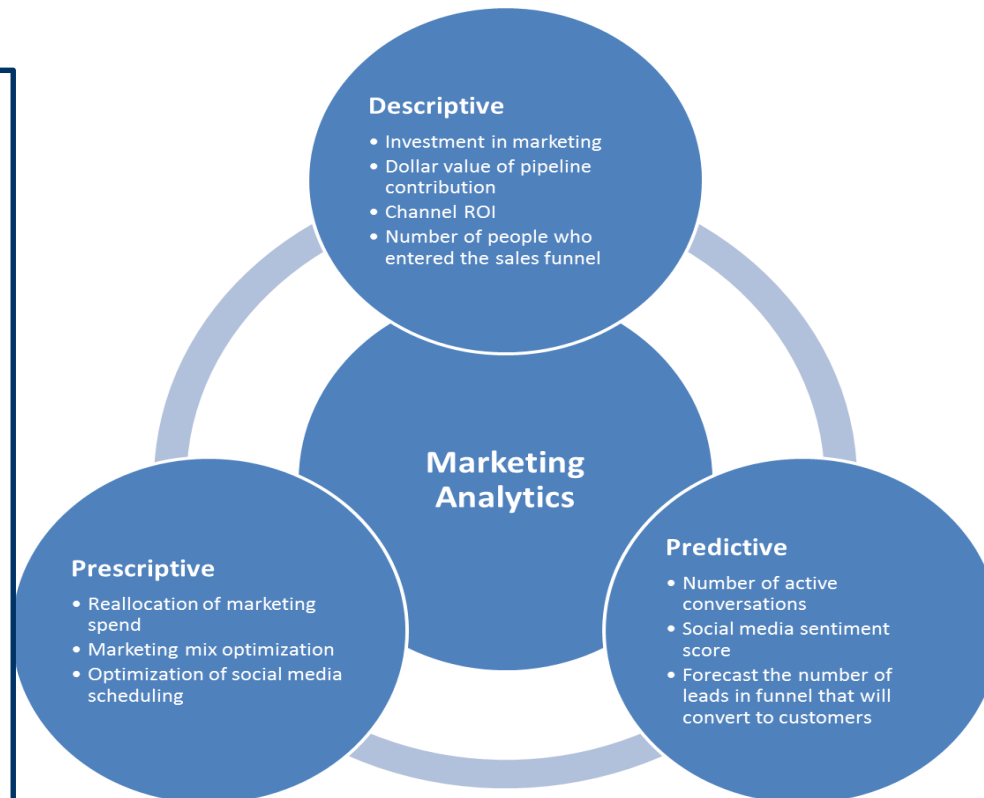 Descriptive
• Investment in marketing
• Dollar value of pipeline
contribution
• Channel ROI
• Number of people who
entered the sales funnel
Marketing
Analytics
Prescriptive
• Reallocation of marketing
spend
• Marketing mix optimization
• Optimization of social media
scheduling
Predictive
• Number of active
conversations
• Social media sentiment
score
• Forecast the number of
leads in funnel that will
convert to customers